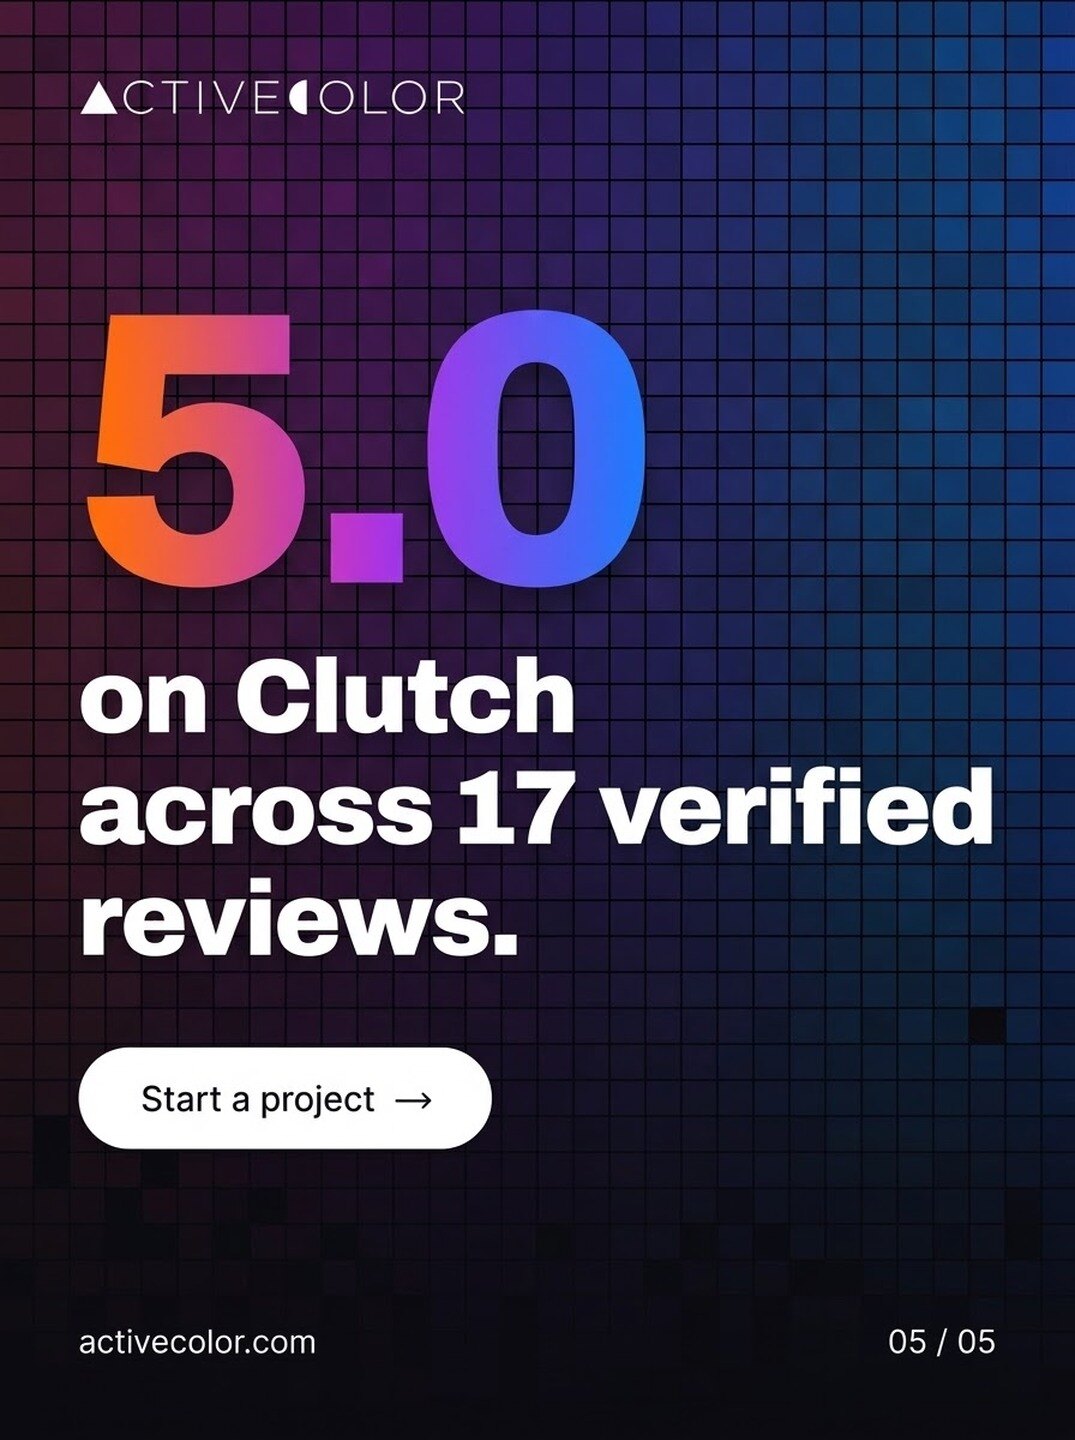 ACTIVECOLOR
5.0
on Clutch
across 17 verified
reviews.
Start a project →
activecolor.com
05 / 05